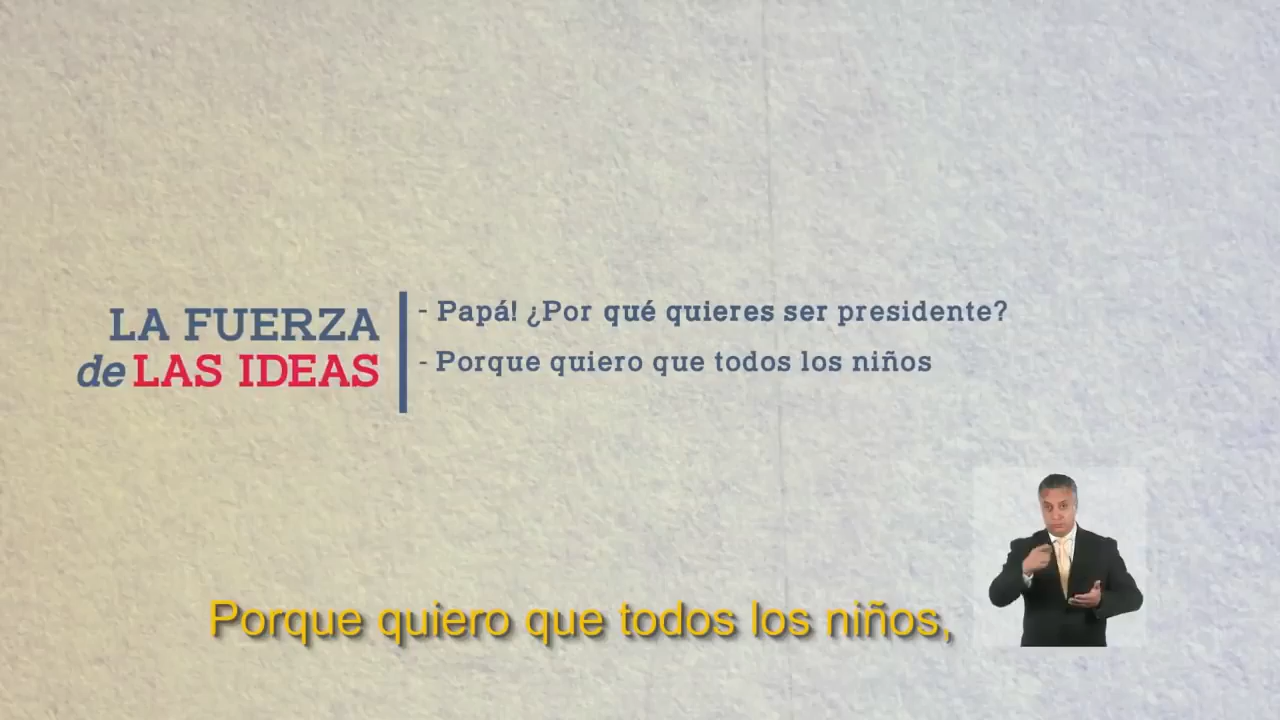 LA FUERZA
de LAS IDEAS
- Papá! ¿Por qué quieres ser presidente?
- Porque quiero que todos los niños
Porque quiero que todos los niños,